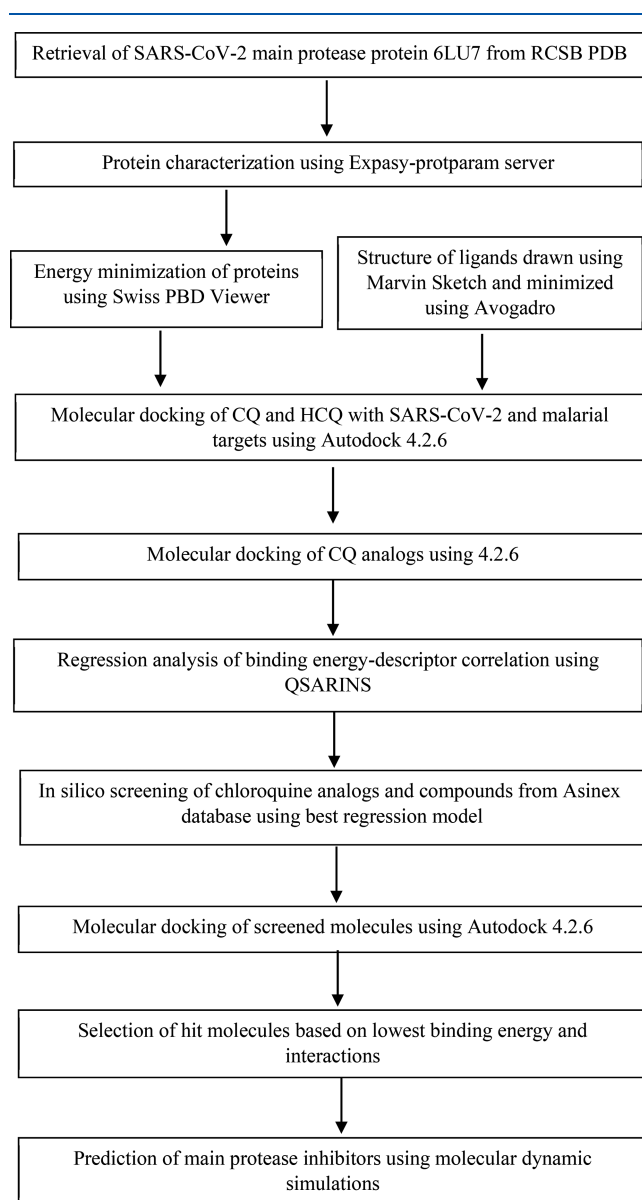 Retrieval of SARS-CoV-2 main protease protein 6LU7 from RCSB PDB
Protein characterization using Expasy-protparam server
Energy minimization of proteins
using Swiss PBD Viewer
Structure of ligands drawn using
Marvin Sketch and minimized
using Avogadro
Molecular docking of CQ and HCQ with SARS-CoV-2 and malarial
targets using Autodock 4.2.6
Molecular docking of CQ analogs using 4.2.6
Regression analysis of binding energy-descriptor correlation using
QSARINS
In silico screening of chloroquine analogs and compounds from Asinex
database using best regression model
Molecular docking of screened molecules using Autodock 4.2.6
Selection of hit molecules based on lowest binding energy and
interactions
Prediction of main protease inhibitors using molecular dynamic
simulations